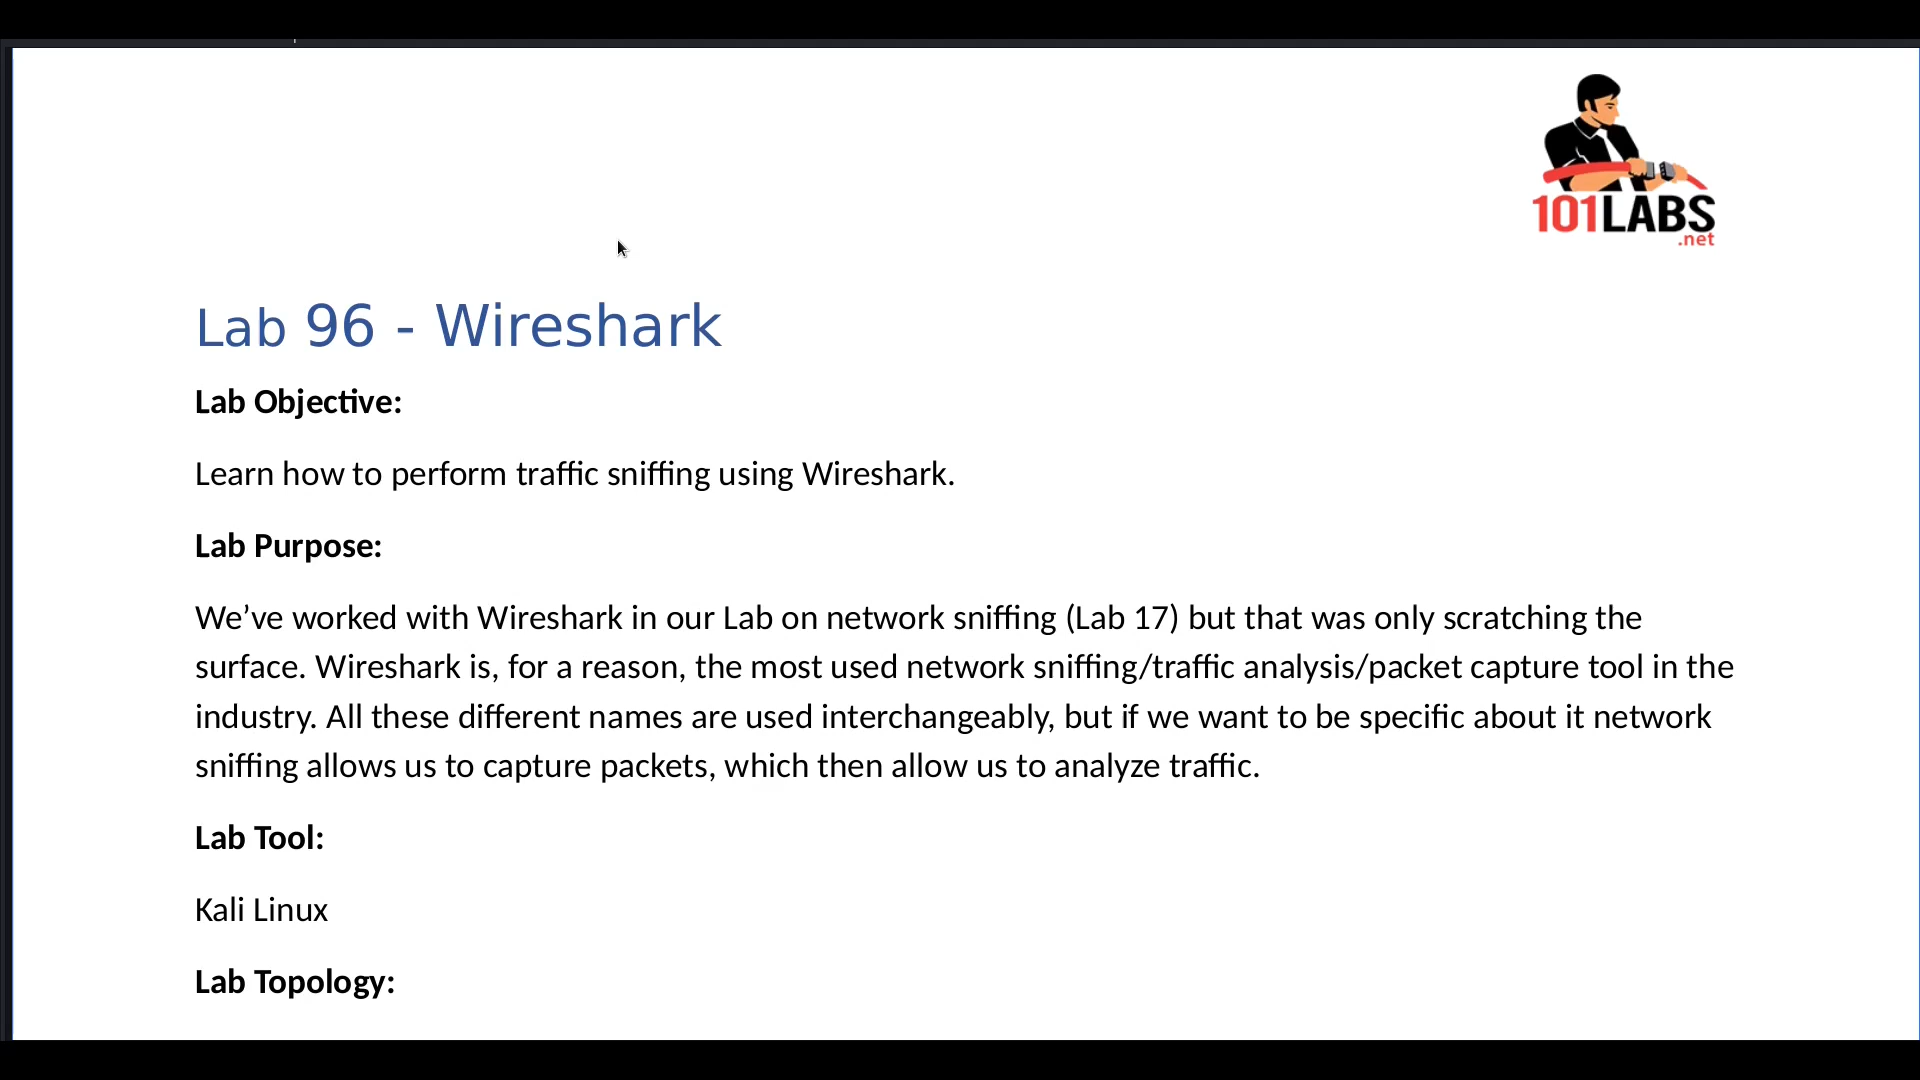 101LABS
.net
Lab 96 - Wireshark
Lab Objective:
Learn how to perform traffic sniffing using Wireshark.
Lab Purpose:
We’ve worked with Wireshark in our Lab on network sniffing (Lab 17) but that was only scratching the
surface. Wireshark is, for a reason, the most used network sniffing/traffic analysis/packet capture tool in the
industry. All these different names are used interchangeably, but if we want to be specific about it network
sniffing allows us to capture packets, which then allow us to analyze traffic.
Lab Tool:
Kali Linux
Lab Topology: